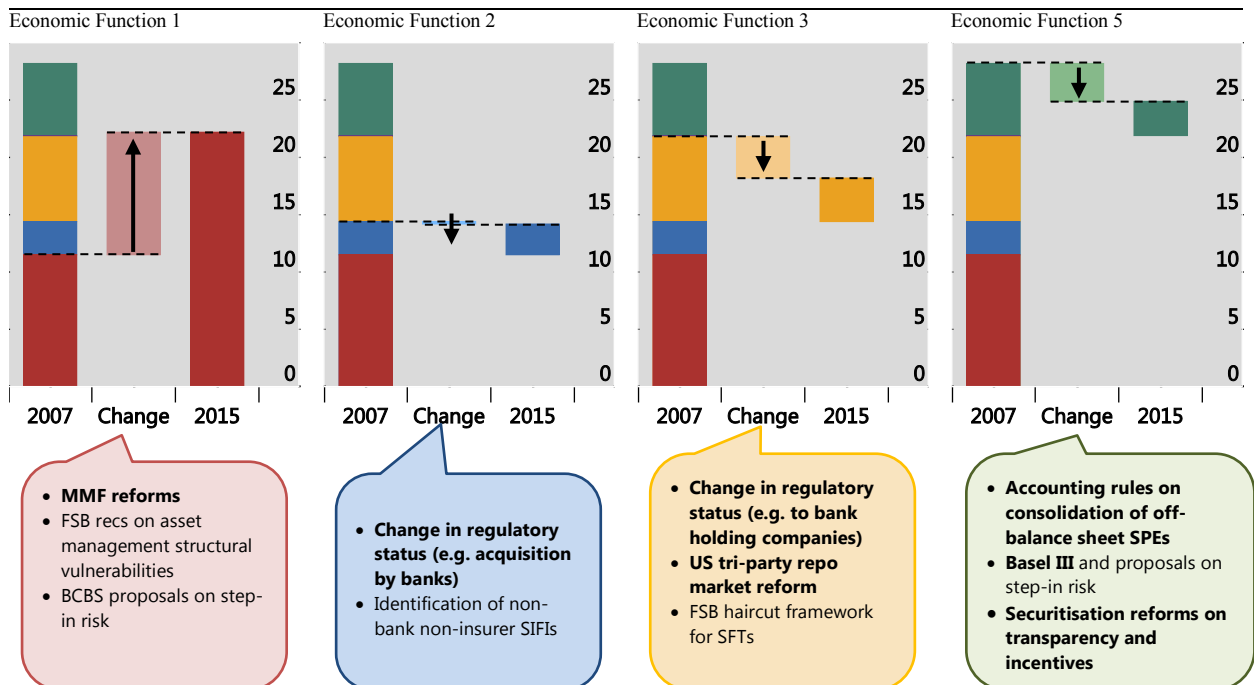 Economic Function 1
Economic Function 2
Economic Function 3
Economic Function 5
25
20
15
10
5
0
2007 Change 2015
25
20
15
10
5
0
2007 Change 2015
25
20
15
10
5
0
2007 Change 2015
25
20
15
10
5
0
2007 Change 2015
• MMF reforms
• FSB recs on asset
management structural
vulnerabilities
• BCBS proposals on step-
in risk
• Change in regulatory
status (e.g. acquisition
by banks)
• Identification of non-
bank non-insurer SIFIs
• Change in regulatory
status (e.g. to bank
holding companies)
• US tri-party repo
market reform
• FSB haircut framework
for SFTs
• Accounting rules on
consolidation of off-
balance sheet SPEs
• Basel III and proposals on
step-in risk
• Securitisation reforms on
transparency and
incentives